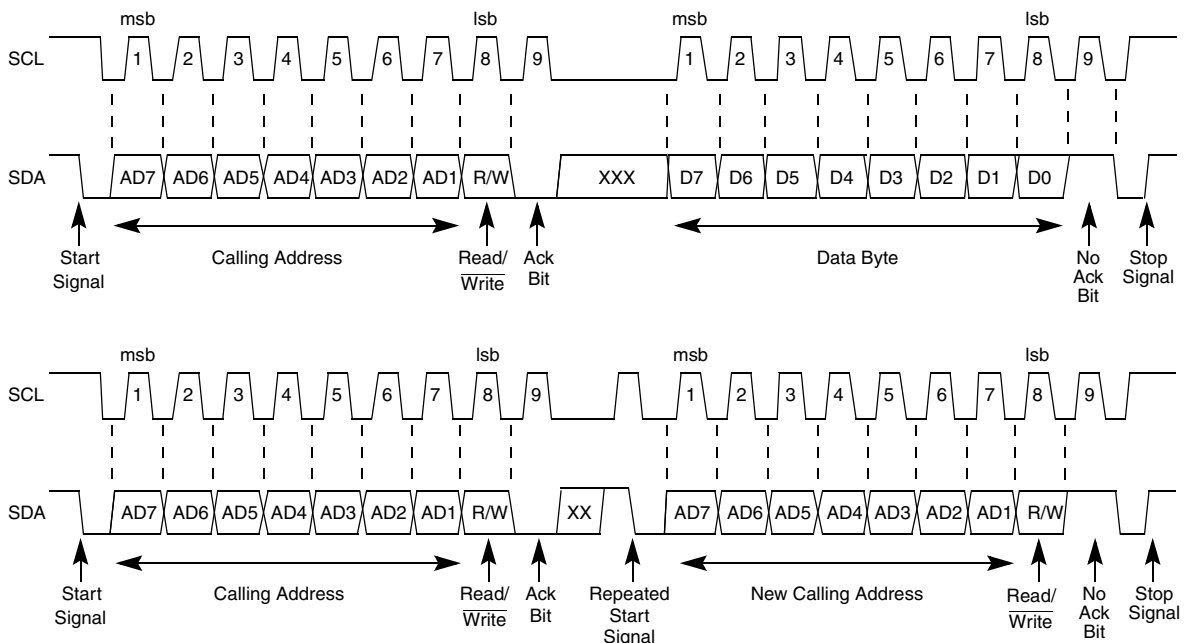 msb lsb msb lsb
SCL 1 2 3 4 5 6 7 8 9 1 2 3 4 5 6 7 8 9
SDA AD7 AD6 AD5 AD4 AD3 AD2 AD1 R/W XXX D7 D6 D5 D4 D3 D2 D1 D0
Start Signal
Calling Address
Read/ Write
Ack Bit
Data Byte
No Ack Bit
Stop Signal
msb lsb msb lsb
SCL 1 2 3 4 5 6 7 8 9 1 2 3 4 5 6 7 8 9
SDA AD7 AD6 AD5 AD4 AD3 AD2 AD1 R/W XX AD7 AD6 AD5 AD4 AD3 AD2 AD1 R/W
Start Signal
Calling Address
Read/ Write
Ack Bit
Repeated Start Signal
New Calling Address
Read/ Write
No Ack Bit
Stop Signal